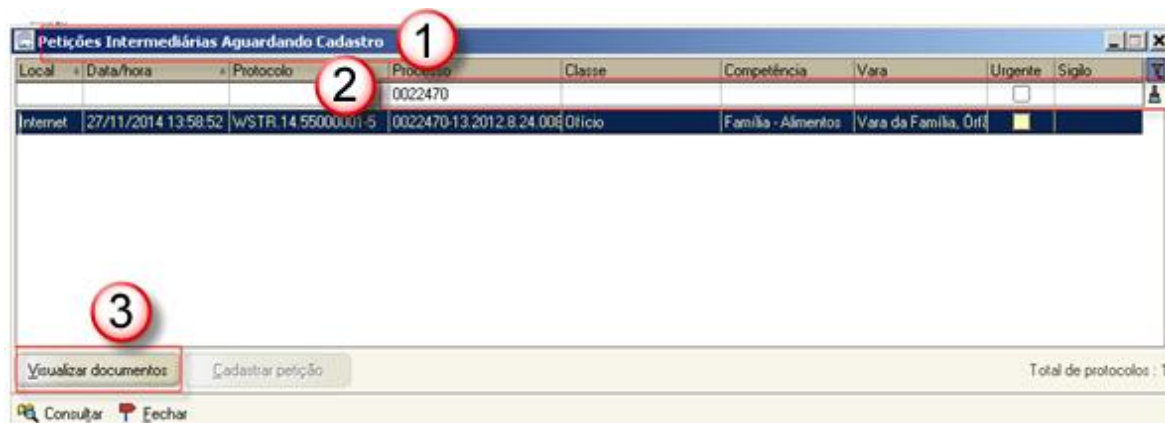 Petições Intermediárias Aguardando Cadastro 1
Local Data/hora Protocolo 2 Processo Classe Competência Vara Urgente Sigilo
0022470
Internet 27/11/2014 13:58:52 WSTR.14.55000001-5 0022470-13.2012.8.24.008 Ofício Família - Alimentos Vara da Família, Órfã
3
Visualizar documentos Cadastrar petição Total de protocolos : 1
Consultar Fechar